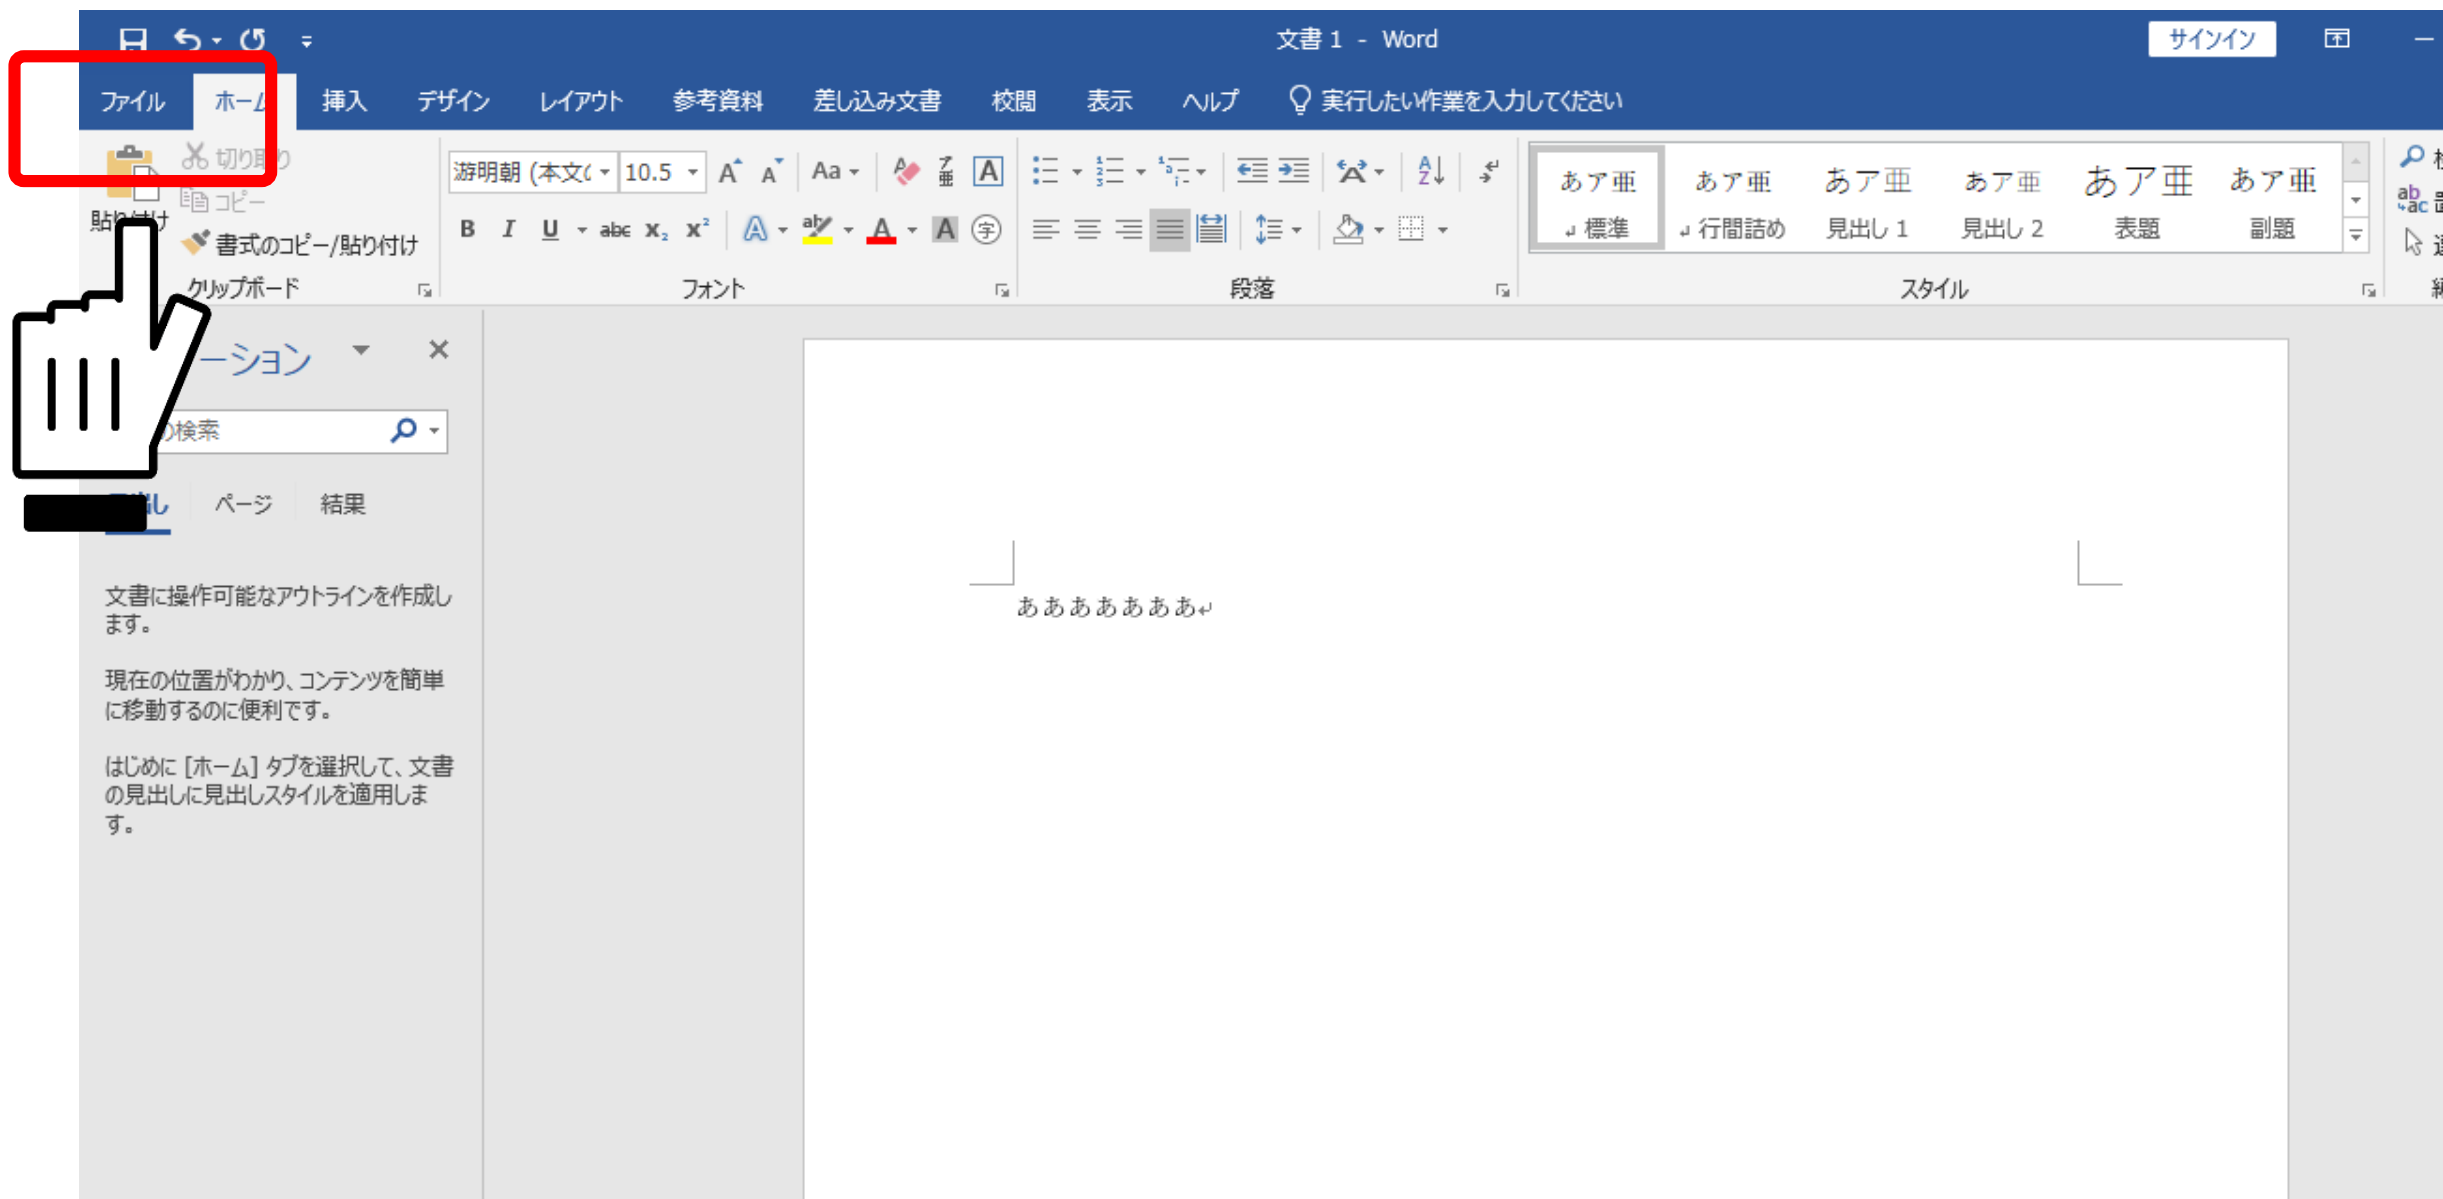 文書 1 - Word
サインイン
ファイル ホーム 挿入 デザイン レイアウト 参考資料 差し込み文書 校閲 表示 ヘルプ 実行したい作業を入力してください
切り取り
コピー
貼り付け
書式のコピー/貼り付け
クリップボード
游明朝 (本文 10.5 Aa
B I U abc x₂ x²
フォント
段落
あア亜 あア亜 あア亜 あア亜 あア亜 あア亜
標準 行間詰め 見出し 1 見出し 2 表題 副題
スタイル
ーション
の検索
出し ページ 結果
文書に操作可能なアウトラインを作成し
ます。
現在の位置がわかり、コンテンツを簡単
に移動するのに便利です。
はじめに [ホーム] タブを選択して、文書
の見出しに見出しスタイルを適用しま
す。
あああああああ